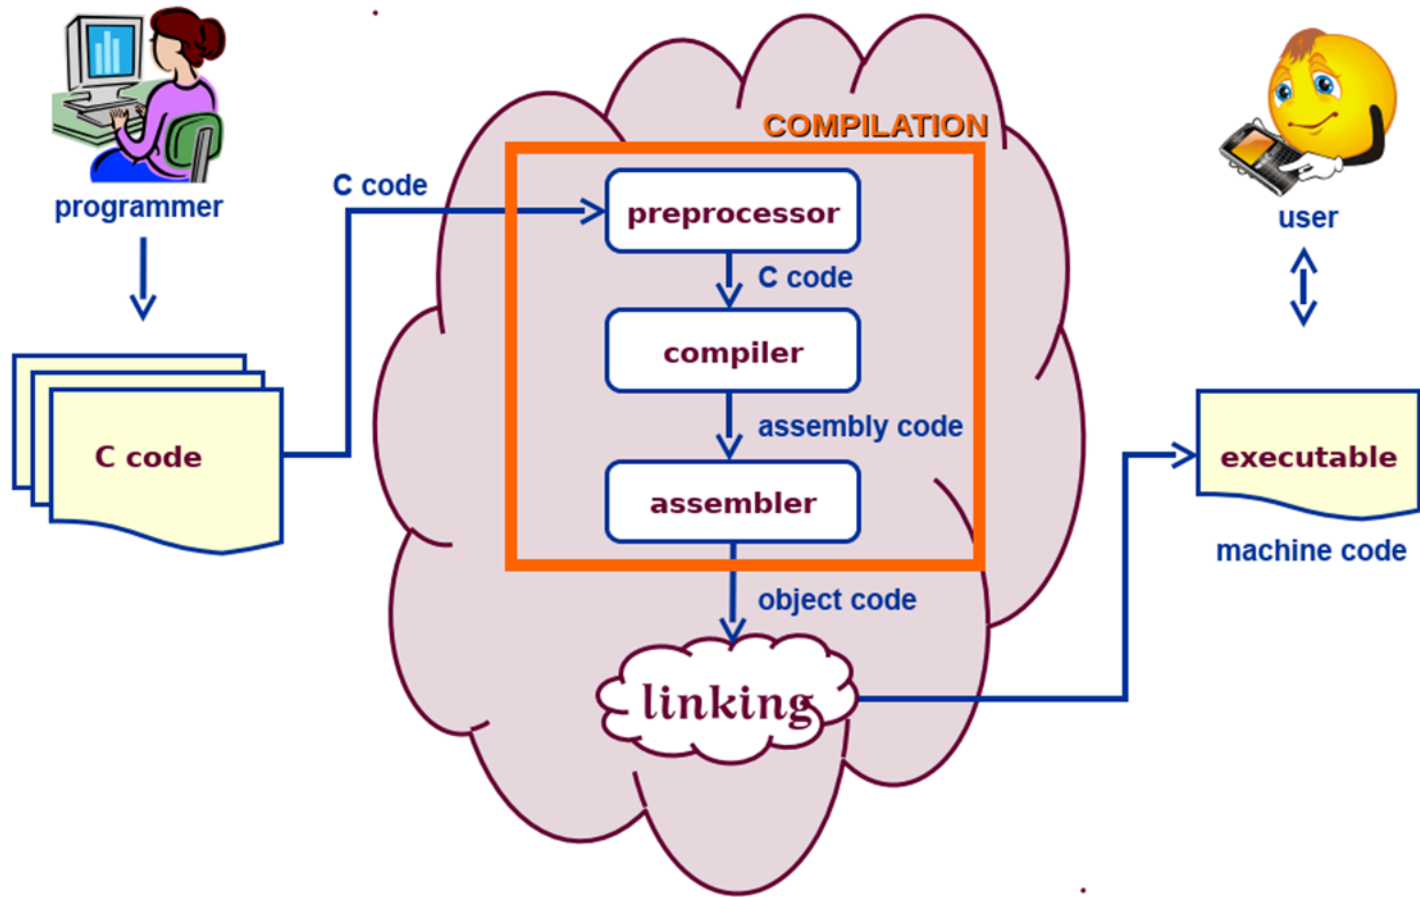 programmer
C code
C code
COMPILATION
preprocessor
C code
compiler
assembly code
assembler
object code
linking
user
executable
machine code